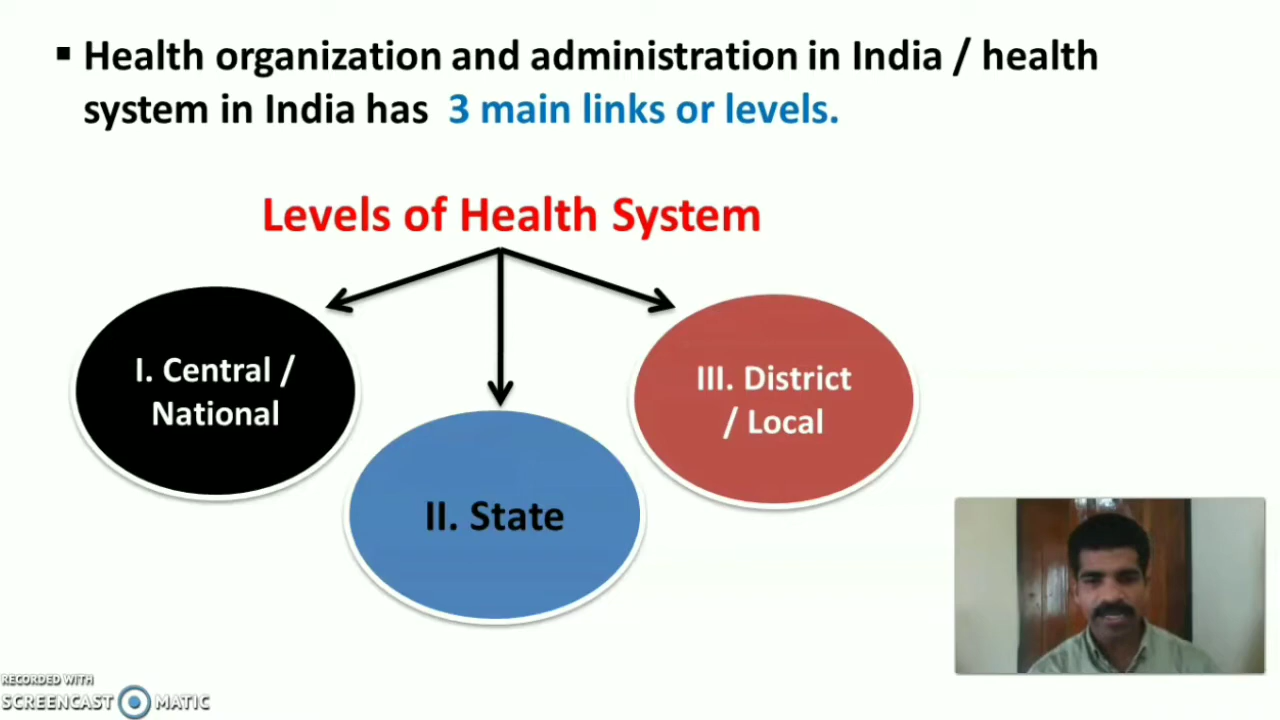 ▪ Health organization and administration in India / health
system in India has 3 main links or levels.
Levels of Health System
I. Central /
National
II. State
III. District
/ Local
RECORDED WITH
SCREENCAST MATIC